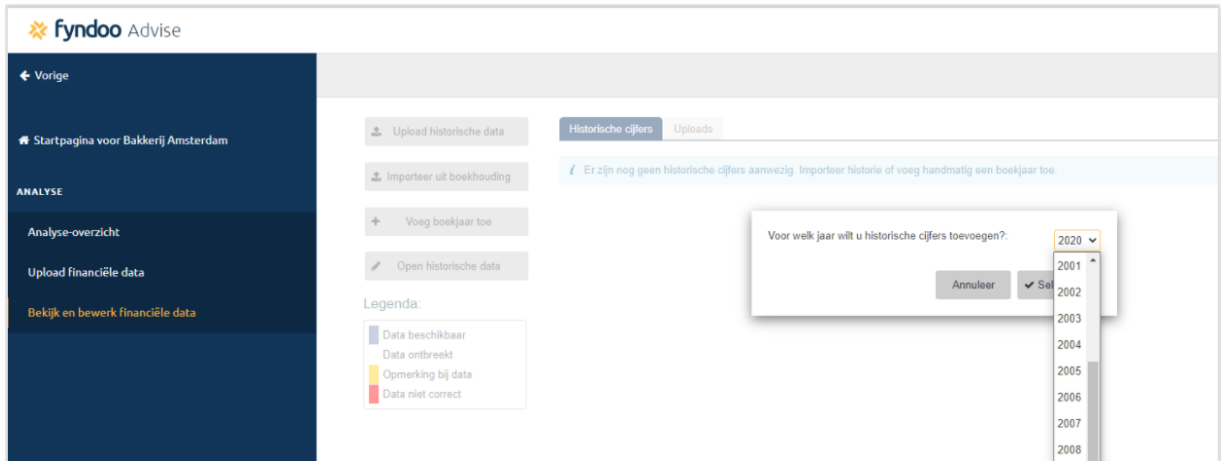 fyndoo Advise
Vorige
Startpagina voor Bakkerij Amsterdam
ANALYSE
Analyse-overzicht
Upload financiële data
Bekijk en bewerk financiële data
Upload historische data
Importeer uit boekhouding
Voeg boekjaar toe
Open historische data
Legenda:
Data beschikbaar
Data ontbreekt
Opmerking bij data
Data niet correct
Historische cijfers Uploads
Er zijn nog geen historische cijfers aanwezig. Importeer historie of voeg handmatig een boekjaar toe.
Voor welk jaar wilt u historische cijfers toevoegen?: 2020
Annuleer
2001
2002
2003
2004
2005
2006
2007
2008